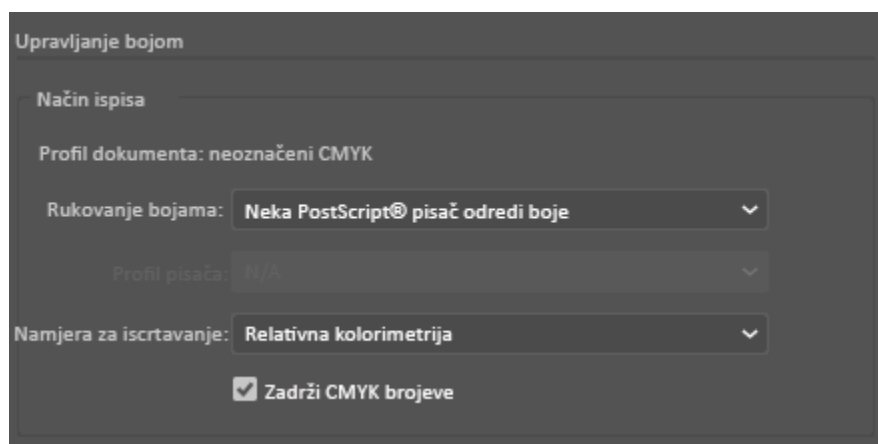 Upravljanje bojom
Način ispisa
Profil dokumenta: neoznačeni CMYK
Rukovanje bojama: Neka PostScript® pisač odredi boje
Profil pisača: N/A
Namjera za iscrtavanje: Relativna kolorimetrija
Zadrži CMYK brojeve